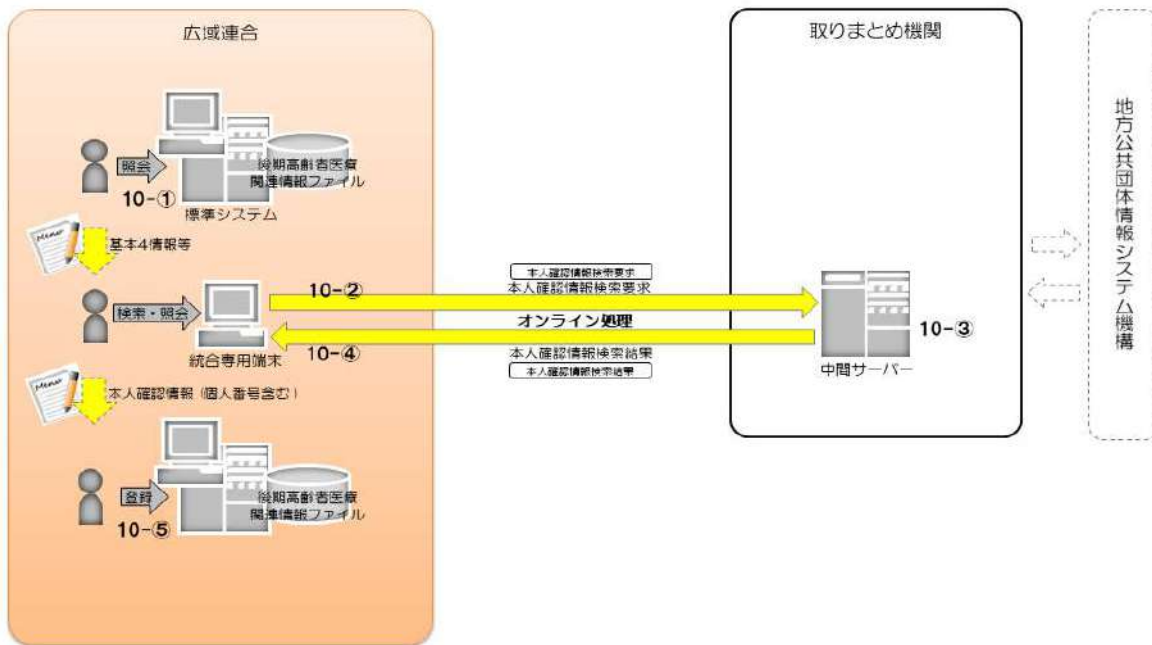 広域連合
照会
10-①
後期高齢者医療
関連情報ファイル
標準システム
Memo
基本4情報等
検索・照会
統合専用端末
10-②
本人確認情報検索要求
本人確認情報検索要求
オンライン処理
10-④
本人確認情報検索結果
本人確認情報検索結果
Memo
本人確認情報(個人番号含む)
登録
10-⑤
後期高齢者医療
関連情報ファイル
取りまとめ機関
10-③
中間サーバー
地方公共団体情報システム機構